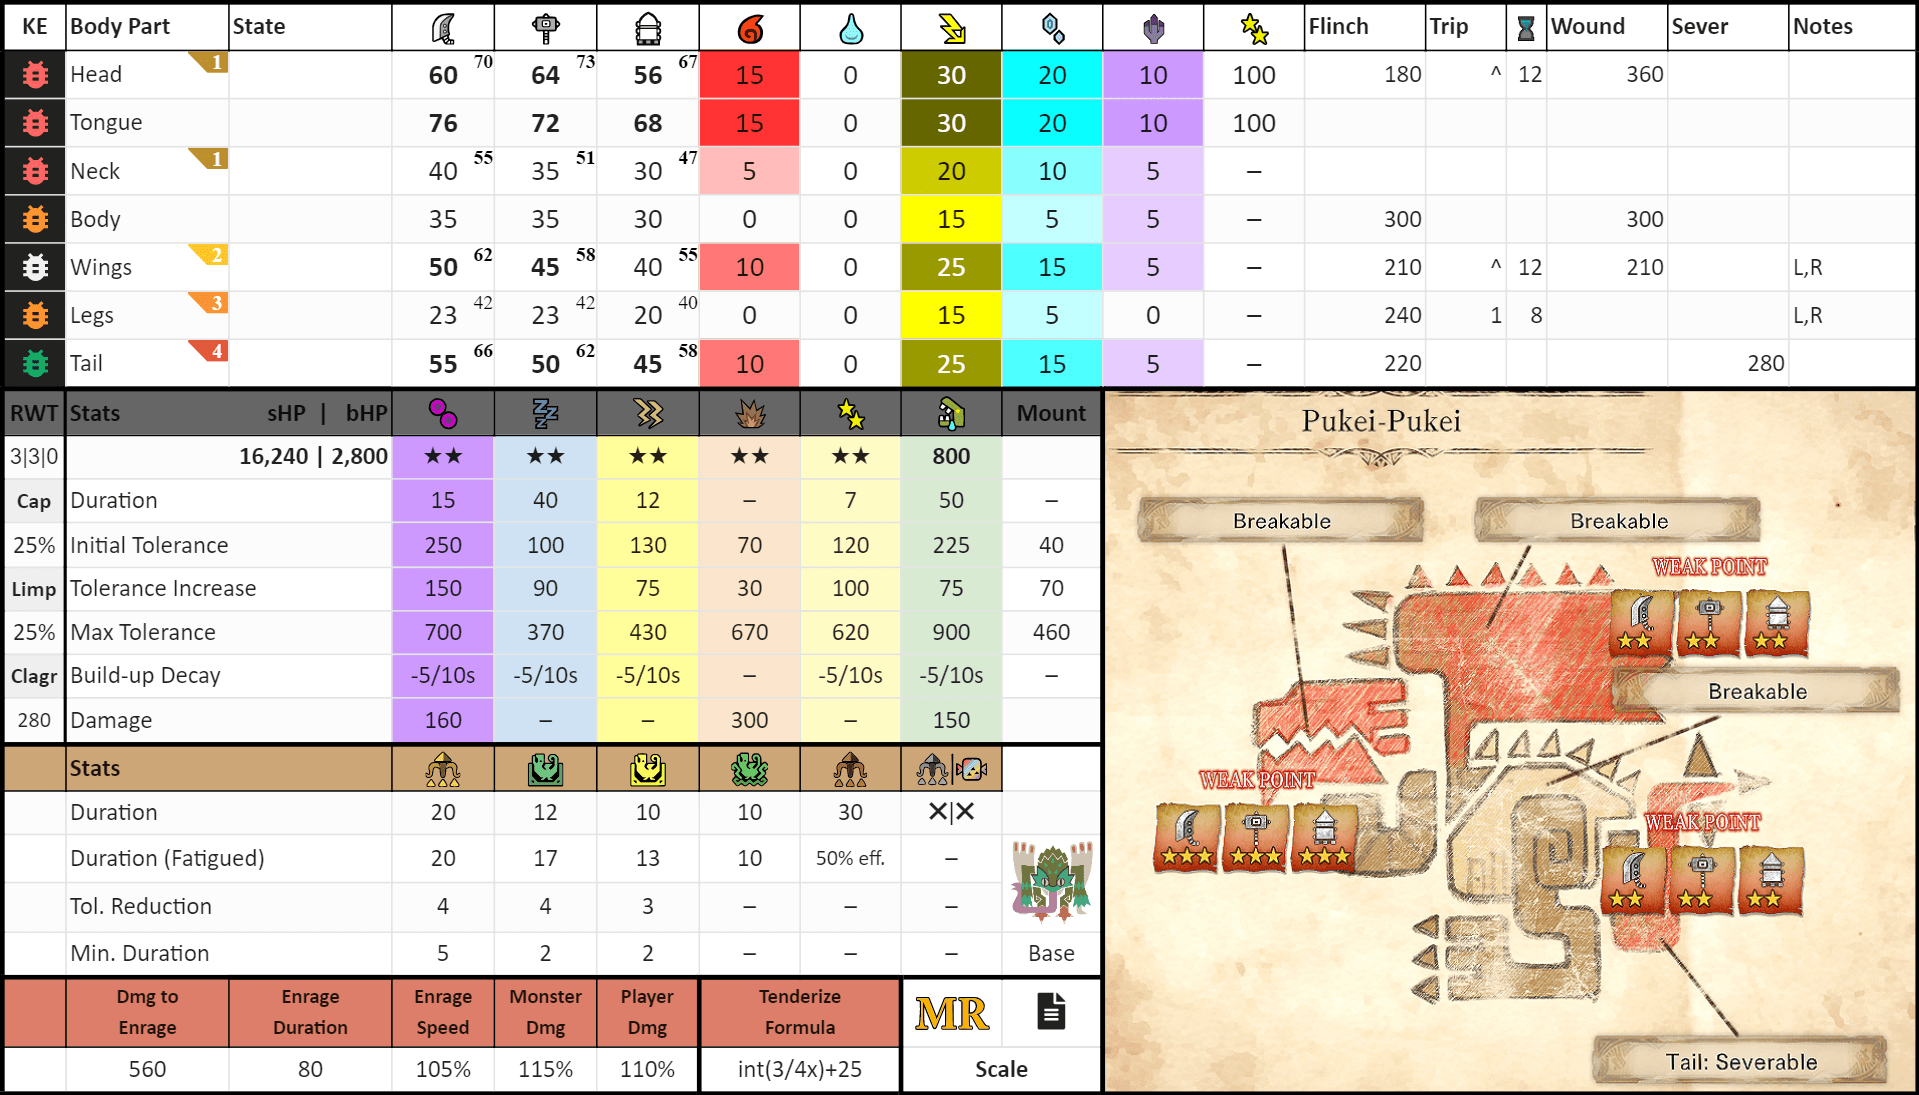 KE Body Part State Flinch Trip Wound Sever Notes
Head 1 60 70 64 73 56 67 15 0 30 20 10 100 180 ^ 12 360
Tongue 76 72 68 15 0 30 20 10 100
Neck 1 40 55 35 51 30 47 5 0 20 10 5 –
Body 35 35 30 0 0 15 5 5 – 300 300
Wings 2 50 62 45 58 40 55 10 0 25 15 5 – 210 ^ 12 210 L,R
Legs 3 23 42 23 42 20 40 0 0 15 5 0 – 240 1 8 L,R
Tail 4 55 66 50 62 45 58 10 0 25 15 5 – 220 280
RWT Stats sHP | bHP Mount
3|3|0 16,240 | 2,800 ★★ ★★ ★★ ★★ ★★ 800
Cap Duration 15 40 12 – 7 50 –
25% Initial Tolerance 250 100 130 70 120 225 40
Limp Tolerance Increase 150 90 75 30 100 75 70
25% Max Tolerance 700 370 430 670 620 900 460
Clagr Build-up Decay -5/10s -5/10s -5/10s – -5/10s -5/10s –
280 Damage 160 – – 300 – 150
Stats
Duration 20 12 10 10 30 ✕|✕
Duration (Fatigued) 20 17 13 10 50% eff. –
Tol. Reduction 4 4 3 – – –
Min. Duration 5 2 2 – – – Base
Dmg to Enrage
Enrage Duration
Enrage Speed
Monster Dmg
Player Dmg
Tenderize Formula
MR
560 80 105% 115% 110% int(3/4x)+25 Scale
Pukei-Pukei
Breakable
Breakable
WEAK POINT
Breakable
WEAK POINT
WEAK POINT
Tail: Severable